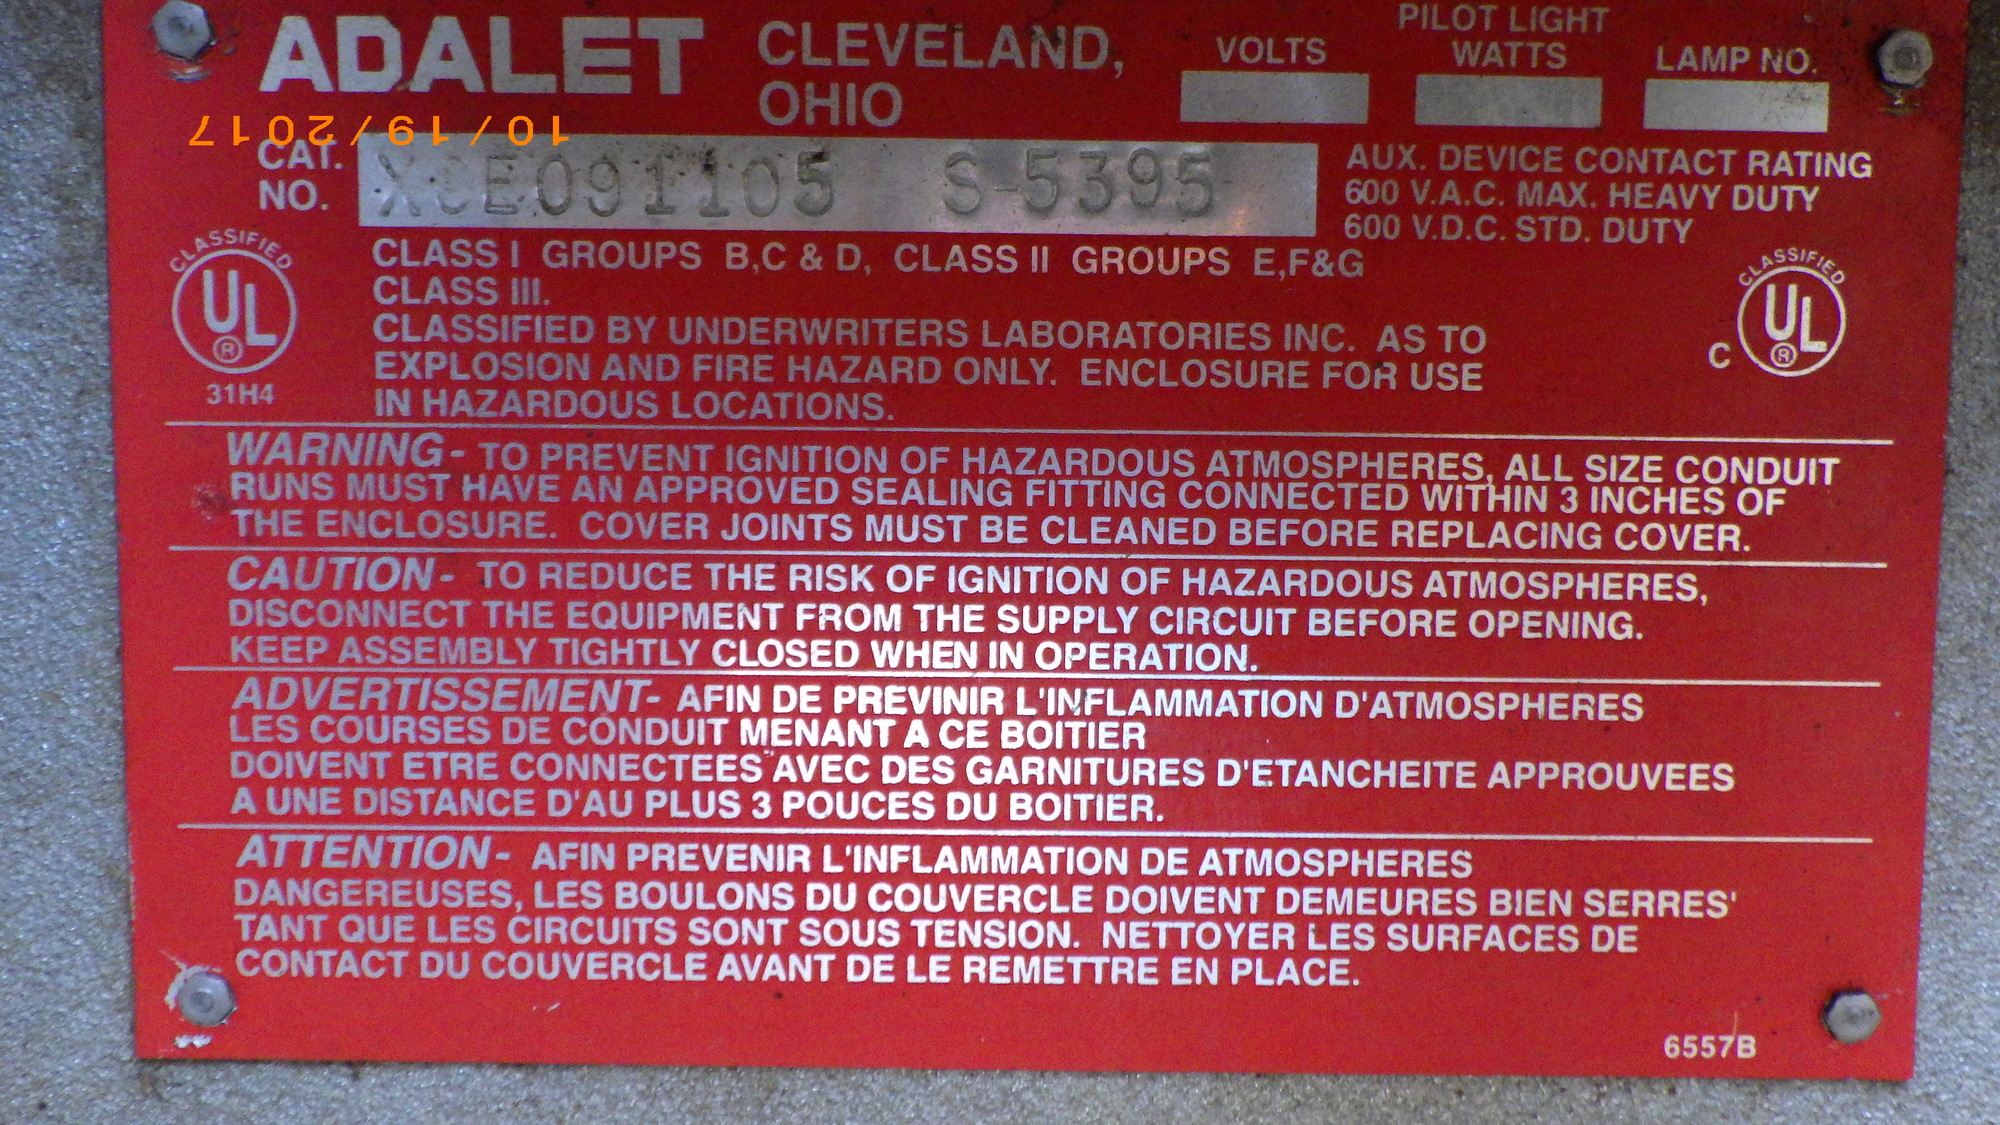 ADALET
CLEVELAND,
OHIO
VOLTS
PILOT LIGHT
WATTS
LAMP NO.
10/19/2017
CAT.
NO.
XCE091105 S-5395
AUX. DEVICE CONTACT RATING
600 V.A.C. MAX. HEAVY DUTY
600 V.D.C. STD. DUTY
CLASSIFIED
UL
®
31H4
CLASS I GROUPS B,C & D, CLASS II GROUPS E,F&G
CLASS III.
CLASSIFIED BY UNDERWRITERS LABORATORIES INC. AS TO
EXPLOSION AND FIRE HAZARD ONLY. ENCLOSURE FOR USE
IN HAZARDOUS LOCATIONS.
CLASSIFIED
C UL
®
WARNING- TO PREVENT IGNITION OF HAZARDOUS ATMOSPHERES, ALL SIZE CONDUIT
RUNS MUST HAVE AN APPROVED SEALING FITTING CONNECTED WITHIN 3 INCHES OF
THE ENCLOSURE. COVER JOINTS MUST BE CLEANED BEFORE REPLACING COVER.
CAUTION- TO REDUCE THE RISK OF IGNITION OF HAZARDOUS ATMOSPHERES,
DISCONNECT THE EQUIPMENT FROM THE SUPPLY CIRCUIT BEFORE OPENING.
KEEP ASSEMBLY TIGHTLY CLOSED WHEN IN OPERATION.
ADVERTISSEMENT- AFIN DE PREVINIR L'INFLAMMATION D'ATMOSPHERES
LES COURSES DE CONDUIT MENANT A CE BOITIER
DOIVENT ETRE CONNECTEES AVEC DES GARNITURES D'ETANCHEITE APPROUVEES
A UNE DISTANCE D'AU PLUS 3 POUCES DU BOITIER.
ATTENTION- AFIN PREVENIR L'INFLAMMATION DE ATMOSPHERES
DANGEREUSES, LES BOULONS DU COUVERCLE DOIVENT DEMEURES BIEN SERRES'
TANT QUE LES CIRCUITS SONT SOUS TENSION. NETTOYER LES SURFACES DE
CONTACT DU COUVERCLE AVANT DE LE REMETTRE EN PLACE.
6557B